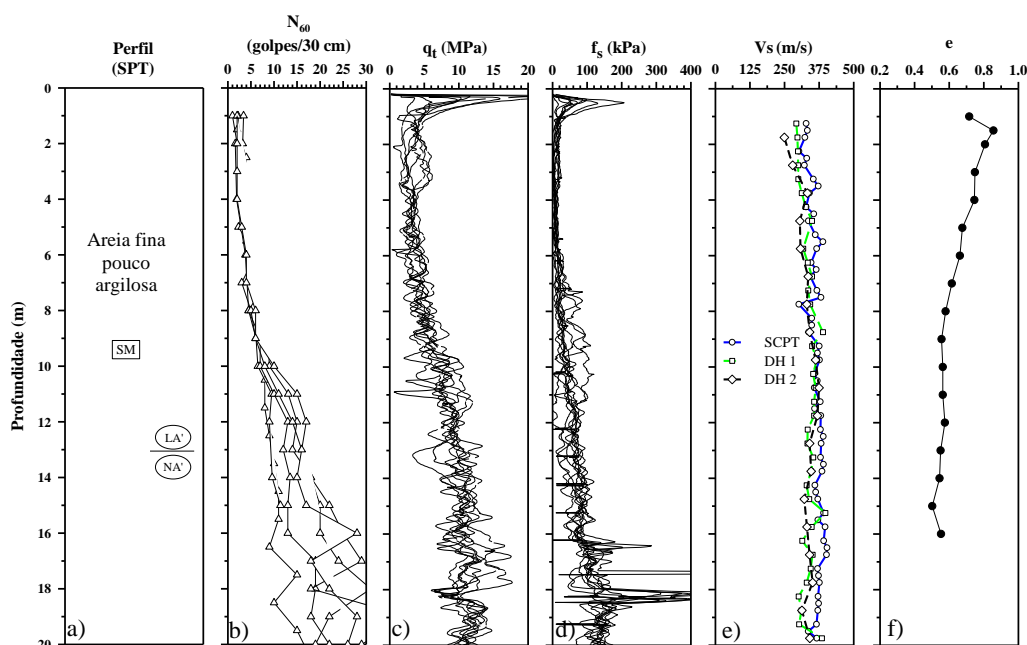 Perfil
(SPT)
N60
(golpes/30 cm)
qt (MPa)
fs (kPa)
Vs (m/s)
e
0 5 10 15 20 25 30
0 5 10 15 20
0 100 200 300 400
0 125 250 375 500
0.2 0.4 0.6 0.8 1.0
Profundidade (m)
0
2
4
6
8
10
12
14
16
18
20
Areia fina
pouco
argilosa
SM
LA'
NA'
SCPT
DH 1
DH 2
a)
b)
c)
d)
e)
f)